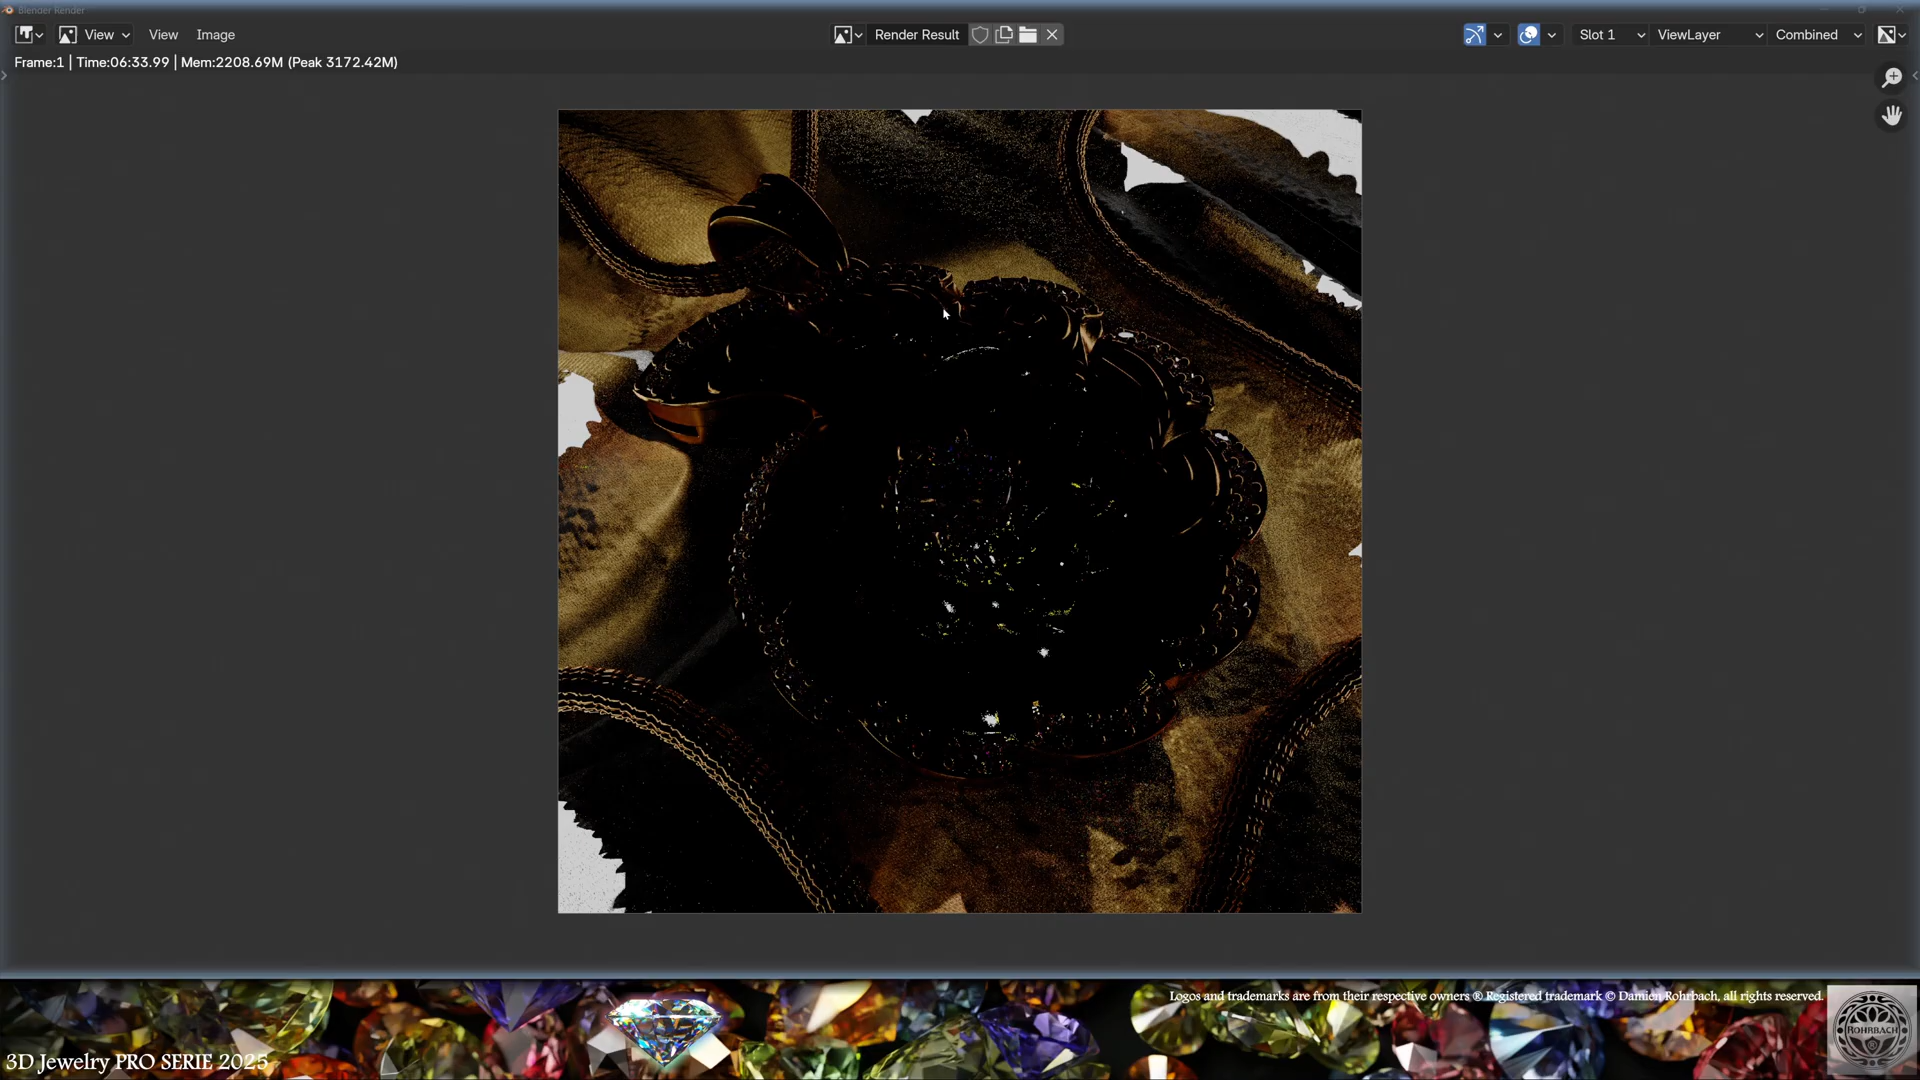 Blender Render
View View Image Render Result Slot 1 ViewLayer Combined
Frame:1 | Time:06:33.99 | Mem:2208.69M (Peak 3172.42M)
Logos and trademarks are from their respective owners ® Registered trademark © Damien Rohrbach, all rights reserved.
ROHRBACH
®
3D Jewelry PRO SERIE 2025